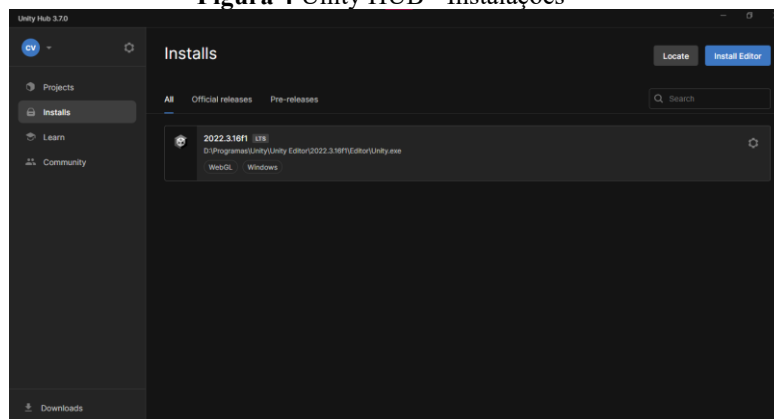 Figura 4 Unity HUB - Instalações
Unity Hub 3.7.0
CV
Projects
Installs
Learn
Community
Downloads
Installs
Locate
Install Editor
All
Official releases
Pre-releases
Search
2022.3.16f1 LTS
D:\Programas\Unity\Unity Editor\2022.3.16f1\Editor\Unity.exe
WebGL
Windows